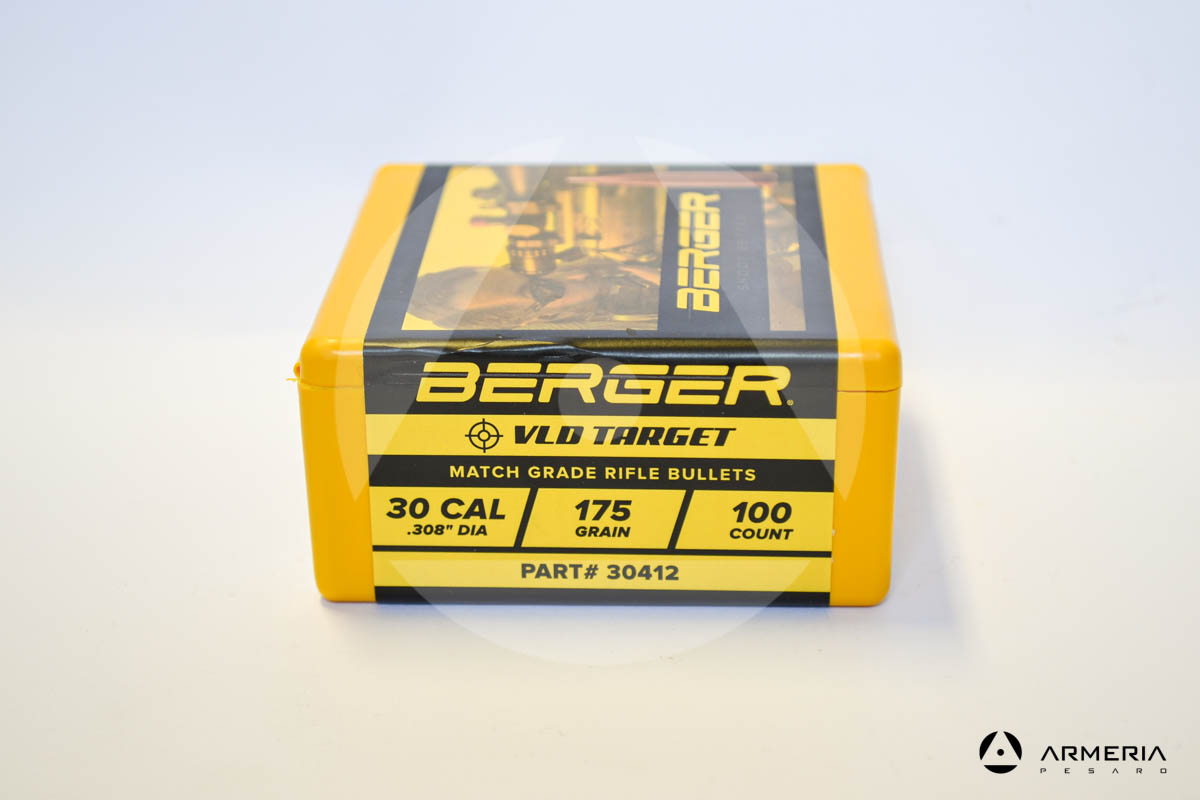 BERGER
BERGER®
VLD TARGET
MATCH GRADE RIFLE BULLETS
30 CAL
.308" DIA
175
GRAIN
100
COUNT
PART# 30412
ARMERIA
PESARO